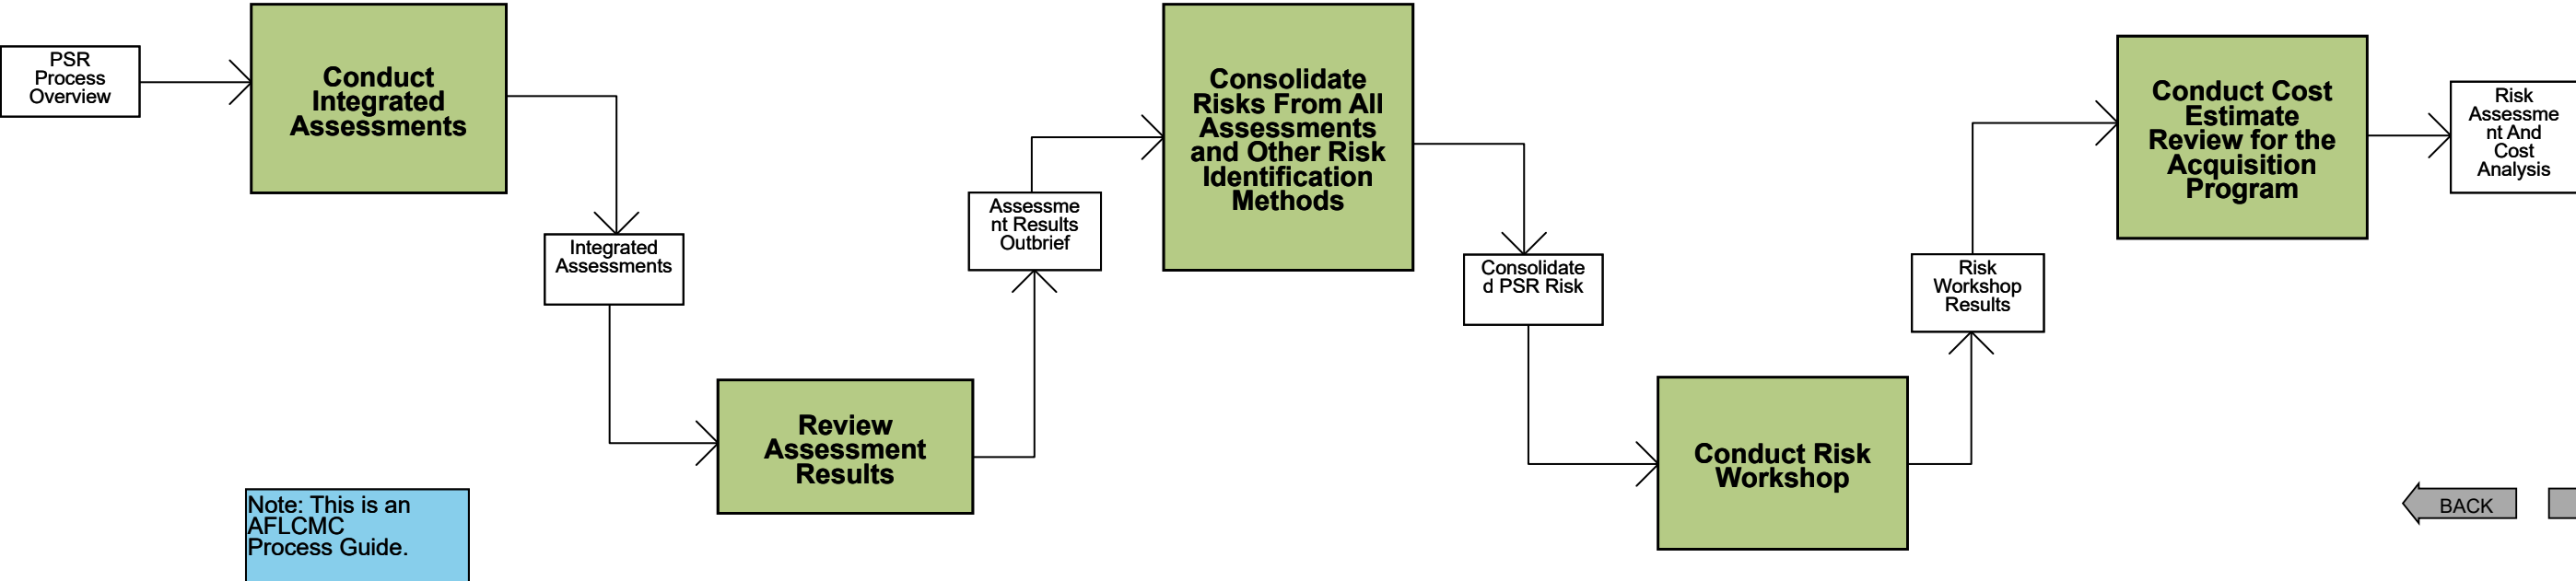 PSR
Process
Overview
Conduct
Integrated
Assessments
Integrated
Assessments
Review
Assessment
Results
Assessme
nt Results
Outbrief
Consolidate
Risks From All
Assessments
and Other Risk
Identification
Methods
Consolidate
d PSR Risk
Conduct Risk
Workshop
Risk
Workshop
Results
Conduct Cost
Estimate
Review for the
Acquisition
Program
Risk
Assessme
nt And
Cost
Analysis
Note: This is an
AFLCMC
Process Guide.
BACK